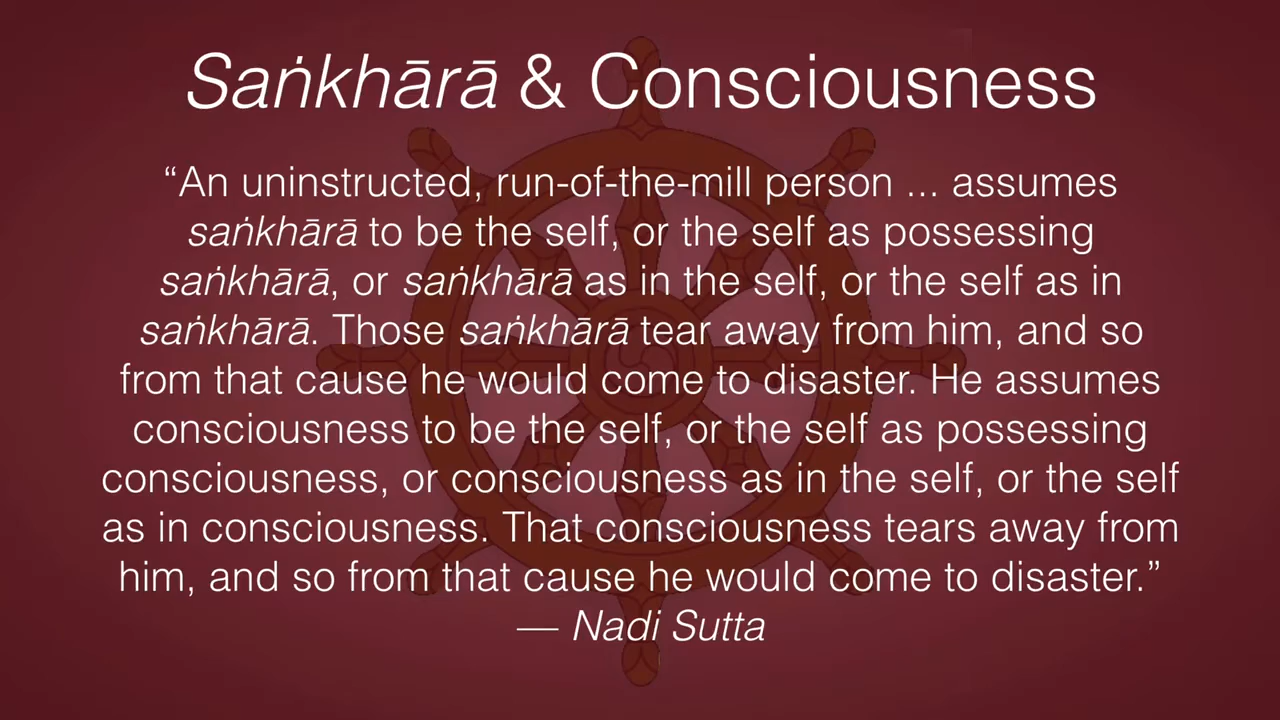 Saṅkhārā & Consciousness
“An uninstructed, run-of-the-mill person ... assumes
saṅkhārā to be the self, or the self as possessing
saṅkhārā, or saṅkhārā as in the self, or the self as in
saṅkhārā. Those saṅkhārā tear away from him, and so
from that cause he would come to disaster. He assumes
consciousness to be the self, or the self as possessing
consciousness, or consciousness as in the self, or the self
as in consciousness. That consciousness tears away from
him, and so from that cause he would come to disaster.”
— Nadi Sutta